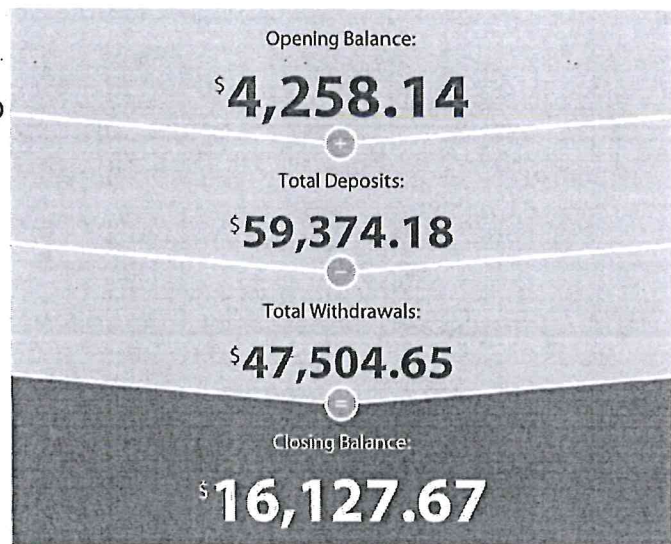 Opening Balance:
$4,258.14
+
Total Deposits:
$59,374.18
−
Total Withdrawals:
$47,504.65
=
Closing Balance:
$16,127.67